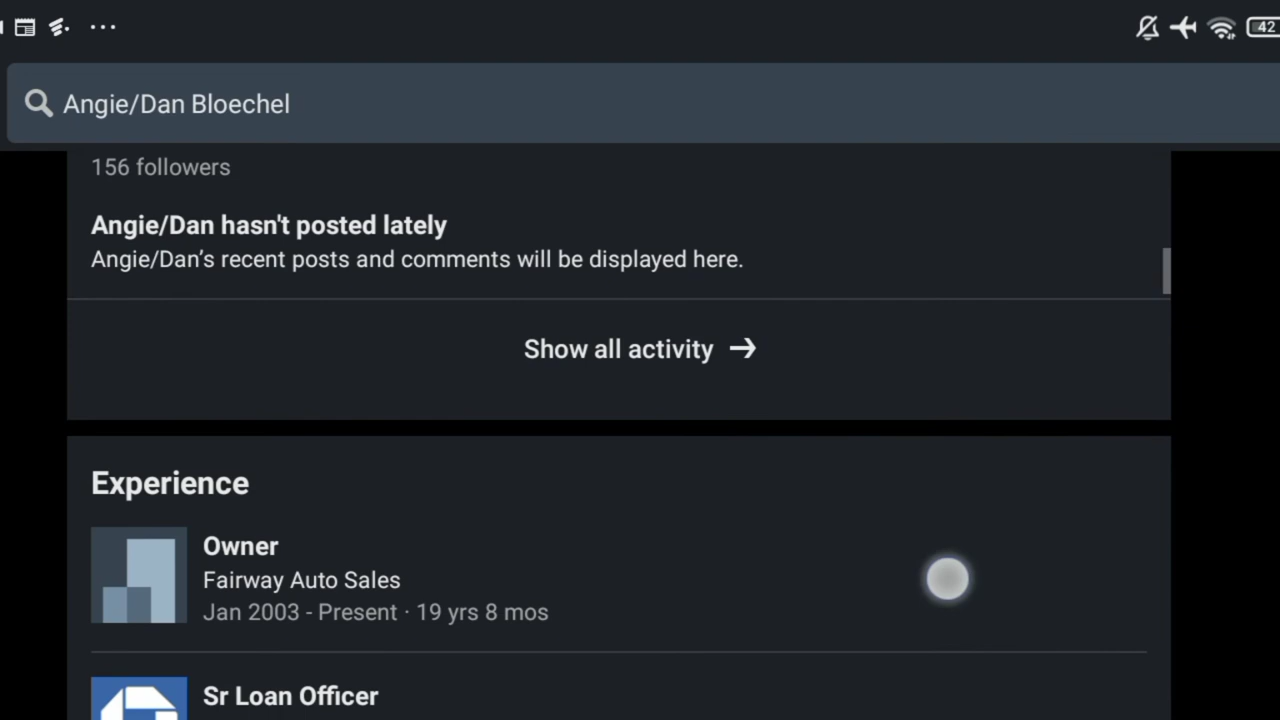 42
Angie/Dan Bloechel
156 followers
Angie/Dan hasn't posted lately
Angie/Dan’s recent posts and comments will be displayed here.
Show all activity →
Experience
Owner
Fairway Auto Sales
Jan 2003 - Present · 19 yrs 8 mos
Sr Loan Officer